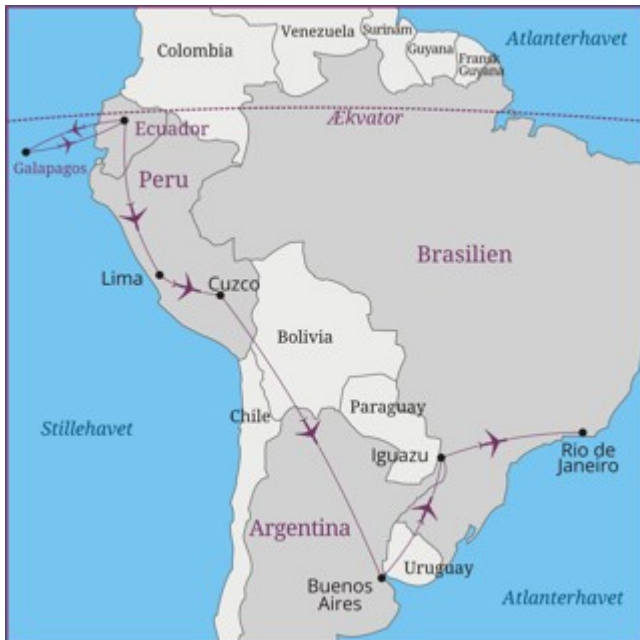 Venezuela
Surinam
Atlanterhavet
Colombia
Guyana
Fransk
Guyana
Ækvator
Ecuador
Galapagos
Peru
Brasilien
Lima
Cuzco
Bolivia
Chile
Paraguay
Stillehavet
Iguazu
Rio de
Janeiro
Argentina
Uruguay
Buenos
Aires
Atlanterhavet